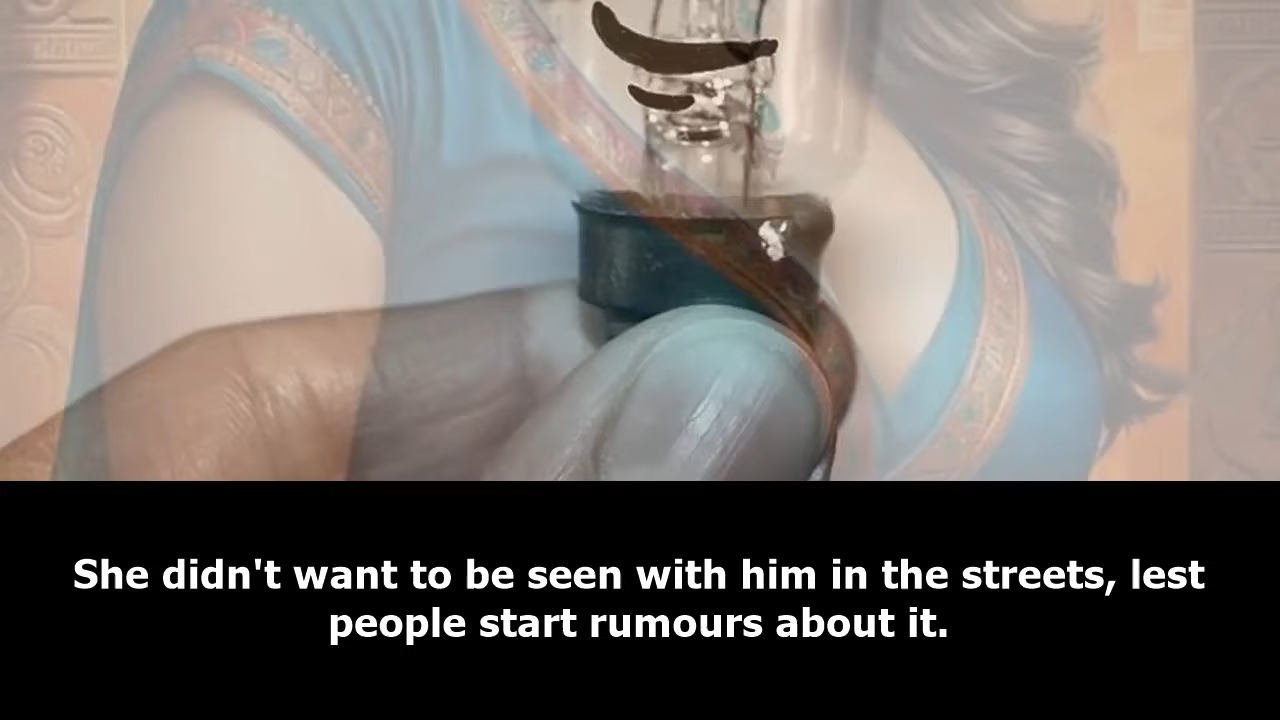 She didn't want to be seen with him in the streets, lest
people start rumours about it.